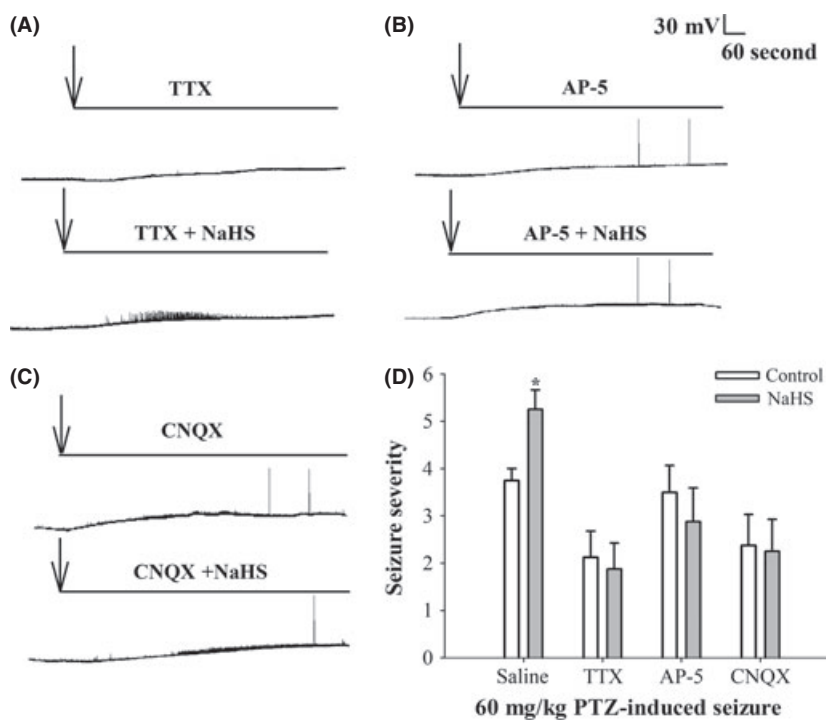 (A)
TTX
TTX + NaHS
(B)
30 mV
60 second
AP-5
AP-5 + NaHS
(C)
CNQX
CNQX +NaHS
(D)
6
5
4
3
2
1
0
Seizure severity
*
Control
NaHS
Saline TTX AP-5 CNQX
60 mg/kg PTZ-induced seizure